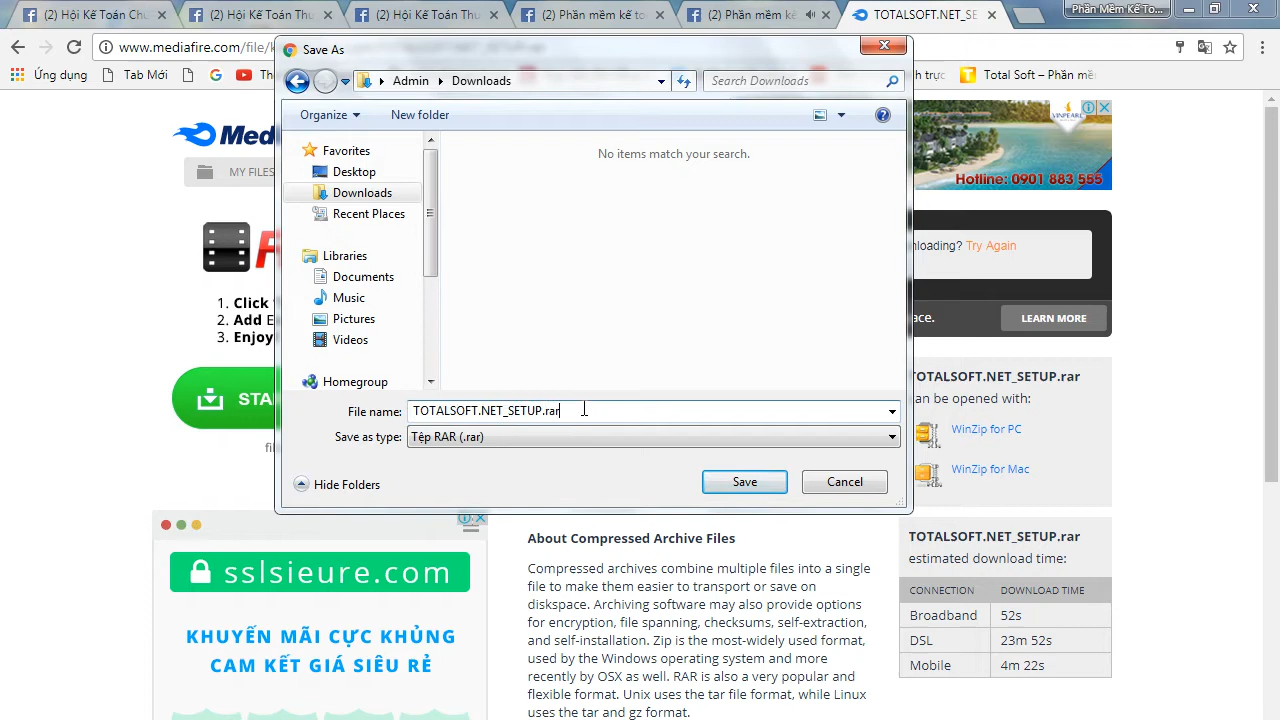 (2) Hội Kế Toán Chu
(2) Hội Kế Toán Thu
(2) Hội Kế Toán Thu
(2) Phần mềm kế to
(2) Phần mềm kế
TOTALSOFT.NET_SE
Phần Mềm Kế To...
www.mediafire.com/file/
Ứng dụng
Tab Mới
Th
trực
Total Soft – Phần mề
Save As
Admin
Downloads
Search Downloads
Organize
New folder
Favorites
Desktop
Downloads
Recent Places
Libraries
Documents
Music
Pictures
Videos
Homegroup
No items match your search.
File name:
TOTALSOFT.NET_SETUP.rar
Save as type:
Tệp RAR (.rar)
Hide Folders
Save
Cancel
Med
MY FILES
1. Click
2. Add E
3. Enjoy
STA
VINPEARL
Hotline: 0901 883 555
nloading? Try Again
ace.
LEARN MORE
OTALSOFT.NET_SETUP.rar
an be opened with:
WinZip for PC
WinZip for Mac
sslsieure.com
KHUYẾN MÃI CỰC KHỦNG
CAM KẾT GIÁ SIÊU RẺ
About Compressed Archive Files
Compressed archives combine multiple files into a single
file to make them easier to transport or save on
diskspace. Archiving software may also provide options
for encryption, file spanning, checksums, self-extraction,
and self-installation. Zip is the most-widely used format,
used by the Windows operating system and more
recently by OSX as well. RAR is also a very popular and
flexible format. Unix uses the tar file format, while Linux
uses the tar and gz format.
TOTALSOFT.NET_SETUP.rar
estimated download time:
CONNECTION DOWNLOAD TIME
Broadband 52s
DSL 23m 52s
Mobile 4m 22s